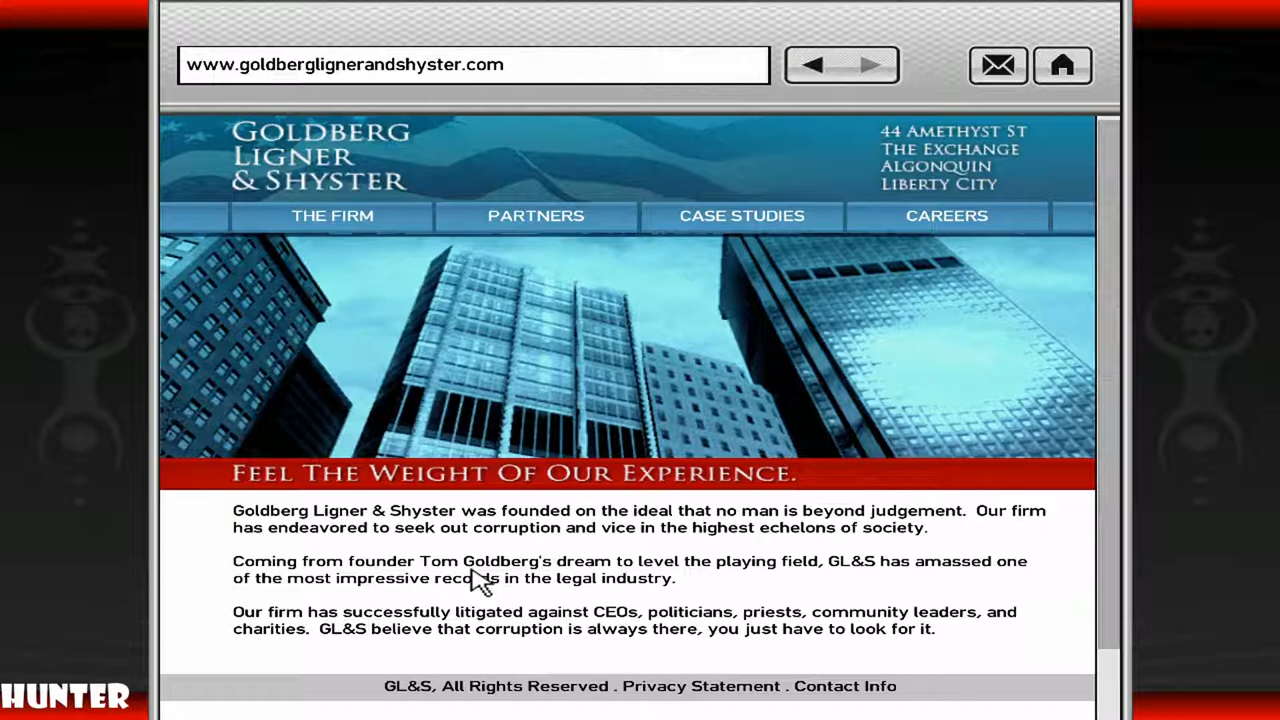 www.goldberglignerandshyster.com
GOLDBERG
LIGNER
& SHYSTER
44 AMETHYST ST
THE EXCHANGE
ALGONQUIN
LIBERTY CITY
THE FIRM
PARTNERS
CASE STUDIES
CAREERS
FEEL THE WEIGHT OF OUR EXPERIENCE.
Goldberg Ligner & Shyster was founded on the ideal that no man is beyond judgement. Our firm
has endeavored to seek out corruption and vice in the highest echelons of society.
Coming from founder Tom Goldberg's dream to level the playing field, GL&S has amassed one
of the most impressive records in the legal industry.
Our firm has successfully litigated against CEOs, politicians, priests, community leaders, and
charities. GL&S believe that corruption is always there, you just have to look for it.
GL&S, All Rights Reserved . Privacy Statement . Contact Info
HUNTER